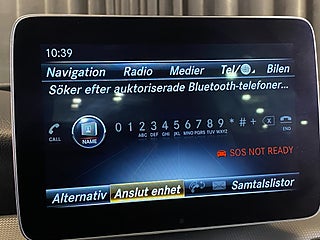 10:39
Navigation Radio Medier Tel/ Bilen
Söker efter auktoriserade Bluetooth-telefoner...
0 1 2 3 4 5 6 7 8 9 * # +
ABC DEF GHI JKL MNO PQRS TUV WXYZ
CALL NAME END
SOS NOT READY
Alternativ Anslut enhet Samtalslistor